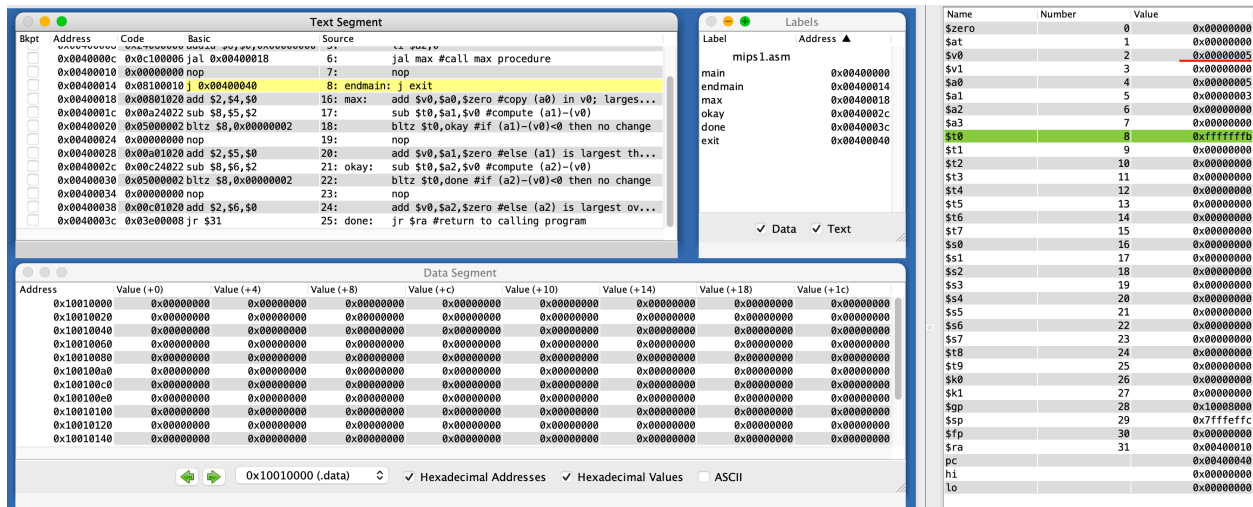 Text Segment
Bkpt Address Code Basic Source
0x0040000c 0x0c100006 jal 0x00400018 6: jal max #call max procedure
0x00400010 0x00000000 nop 7: nop
0x00400014 0x08100010 j 0x00400040 8: endmain: j exit
0x00400018 0x00801020 add $2,$4,$0 16: max: add $v0,$a0,$zero #copy (a0) in v0; larges...
0x0040001c 0x00a24022 sub $8,$5,$2 17: sub $t0,$a1,$v0 #compute (a1)-(v0)
0x00400020 0x05000002 bltz $8,0x00000002 18: bltz $t0,okay #if (a1)-(v0)<0 then no change
0x00400024 0x00000000 nop 19: nop
0x00400028 0x00a01020 add $2,$5,$0 20: add $v0,$a1,$zero #else (a1) is largest th...
0x0040002c 0x00c24022 sub $8,$6,$2 21: okay: sub $t0,$a2,$v0 #compute (a2)-(v0)
0x00400030 0x05000002 bltz $8,0x00000002 22: bltz $t0,done #if (a2)-(v0)<0 then no change
0x00400034 0x00000000 nop 23: nop
0x00400038 0x00c01020 add $2,$6,$0 24: add $v0,$a2,$zero #else (a2) is largest ov...
0x0040003c 0x03e00008 jr $31 25: done: jr $ra #return to calling program
Labels
Label Address ▲
mips1.asm
main 0x00400000
endmain 0x00400014
max 0x00400018
okay 0x0040002c
done 0x0040003c
exit 0x00400040
Data Text
Data Segment
Address Value (+0) Value (+4) Value (+8) Value (+c) Value (+10) Value (+14) Value (+18) Value (+1c)
0x10010000 0x00000000 0x00000000 0x00000000 0x00000000 0x00000000 0x00000000 0x00000000 0x00000000
0x10010020 0x00000000 0x00000000 0x00000000 0x00000000 0x00000000 0x00000000 0x00000000 0x00000000
0x10010040 0x00000000 0x00000000 0x00000000 0x00000000 0x00000000 0x00000000 0x00000000 0x00000000
0x10010060 0x00000000 0x00000000 0x00000000 0x00000000 0x00000000 0x00000000 0x00000000 0x00000000
0x10010080 0x00000000 0x00000000 0x00000000 0x00000000 0x00000000 0x00000000 0x00000000 0x00000000
0x100100a0 0x00000000 0x00000000 0x00000000 0x00000000 0x00000000 0x00000000 0x00000000 0x00000000
0x100100c0 0x00000000 0x00000000 0x00000000 0x00000000 0x00000000 0x00000000 0x00000000 0x00000000
0x100100e0 0x00000000 0x00000000 0x00000000 0x00000000 0x00000000 0x00000000 0x00000000 0x00000000
0x10010100 0x00000000 0x00000000 0x00000000 0x00000000 0x00000000 0x00000000 0x00000000 0x00000000
0x10010120 0x00000000 0x00000000 0x00000000 0x00000000 0x00000000 0x00000000 0x00000000 0x00000000
0x10010140 0x00000000 0x00000000 0x00000000 0x00000000 0x00000000 0x00000000 0x00000000 0x00000000
0x10010000 (.data) Hexadecimal Addresses Hexadecimal Values ASCII
Name Number Value
$zero 0 0x00000000
$at 1 0x00000000
$v0 2 0x00000005
$v1 3 0x00000000
$a0 4 0x00000005
$a1 5 0x00000003
$a2 6 0x00000000
$a3 7 0x00000000
$t0 8 0xfffffffb
$t1 9 0x00000000
$t2 10 0x00000000
$t3 11 0x00000000
$t4 12 0x00000000
$t5 13 0x00000000
$t6 14 0x00000000
$t7 15 0x00000000
$s0 16 0x00000000
$s1 17 0x00000000
$s2 18 0x00000000
$s3 19 0x00000000
$s4 20 0x00000000
$s5 21 0x00000000
$s6 22 0x00000000
$s7 23 0x00000000
$t8 24 0x00000000
$t9 25 0x00000000
$k0 26 0x00000000
$k1 27 0x00000000
$gp 28 0x10008000
$sp 29 0x7fffeffc
$fp 30 0x00000000
$ra 31 0x00400010
pc 0x00400040
hi 0x00000000
lo 0x00000000